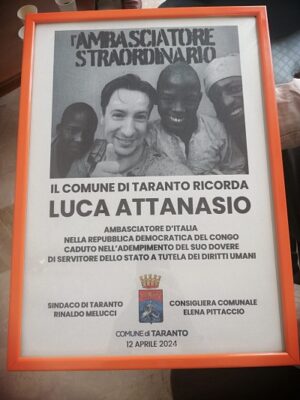 l'AMBASCIATORE
STRAORDINARIO
IL COMUNE DI TARANTO RICORDA
LUCA ATTANASIO
AMBASCIATORE D'ITALIA
NELLA REPUBBLICA DEMOCRATICA DEL CONGO
CADUTO NELL'ADEMPIMENTO DEL SUO DOVERE
DI SERVITORE DELLO STATO A TUTELA DEI DIRITTI UMANI
SINDACO DI TARANTO
RINALDO MELUCCI
CONSIGLIERA COMUNALE
ELENA PITTACCIO
COMUNE di TARANTO
12 APRILE 2024